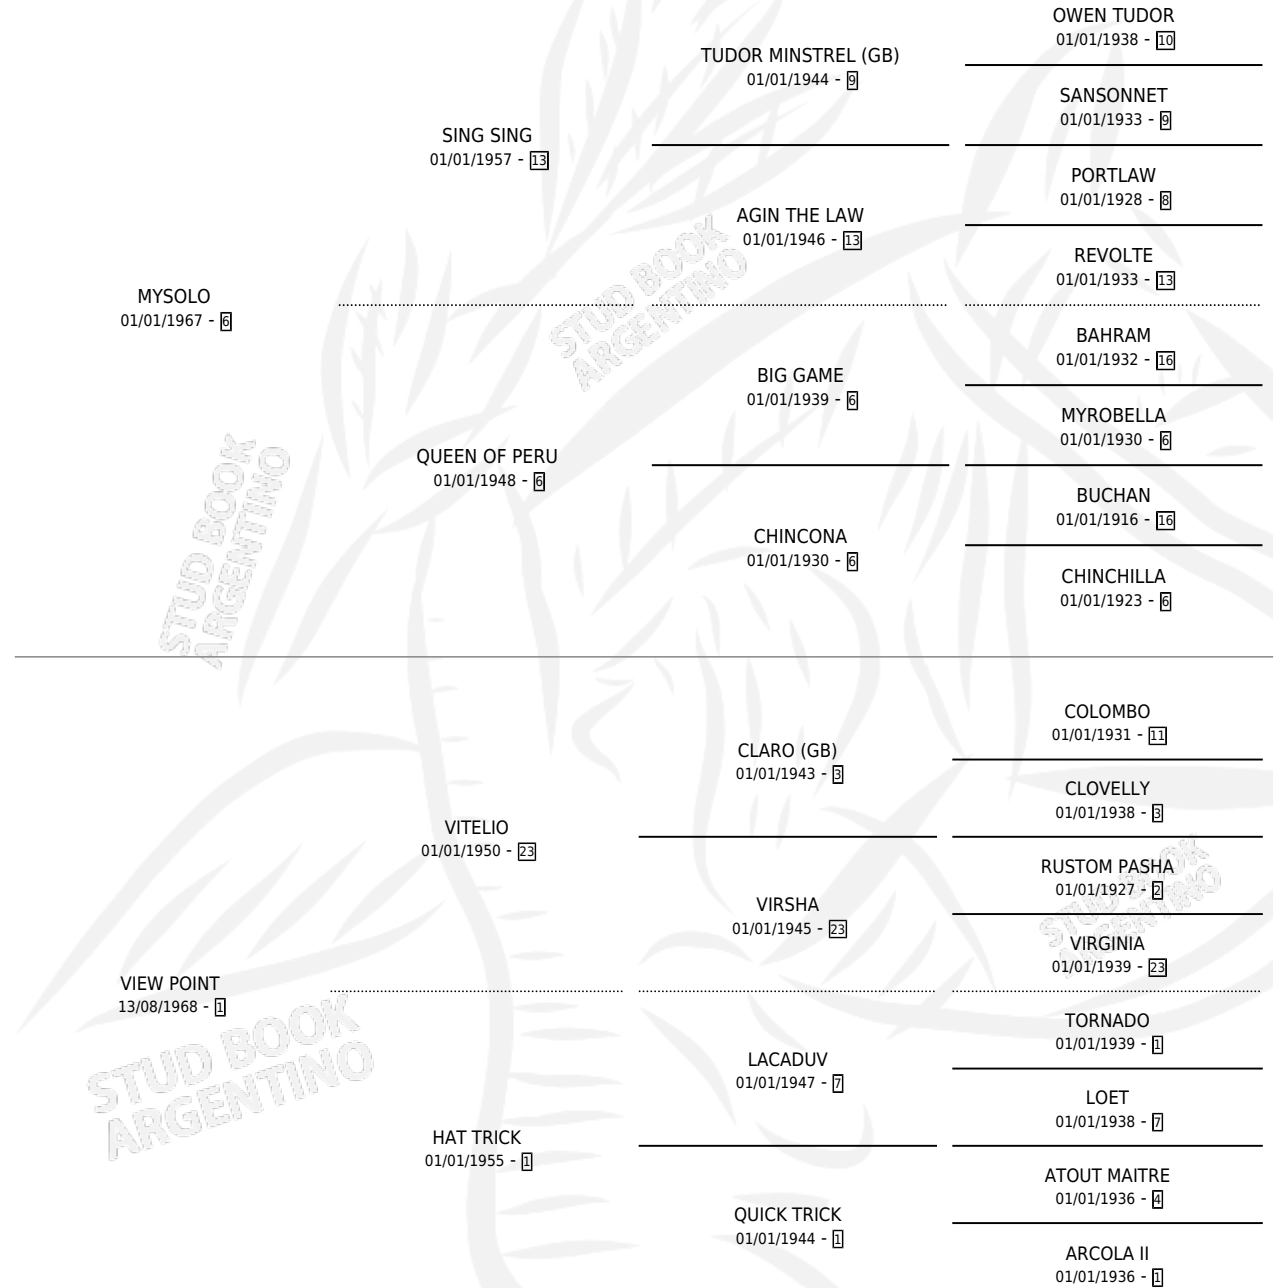 OWEN TUDOR
01/01/1938 - 10
TUDOR MINSTREL (GB)
01/01/1944 - 9
SANSONNET
01/01/1933 - 9
SING SING
01/01/1957 - 13
PORTLAW
01/01/1928 - 8
AGIN THE LAW
01/01/1946 - 13
REVOLTE
01/01/1933 - 13
MYSOLO
01/01/1967 - 6
BAHRAM
01/01/1932 - 16
BIG GAME
01/01/1939 - 6
MYROBELLA
01/01/1930 - 6
QUEEN OF PERU
01/01/1948 - 6
BUCHAN
01/01/1916 - 16
CHINCONA
01/01/1930 - 6
CHINCHILLA
01/01/1923 - 6
COLOMBO
01/01/1931 - 11
CLARO (GB)
01/01/1943 - 3
CLOVELLY
01/01/1938 - 3
VITELIO
01/01/1950 - 23
RUSTOM PASHA
01/01/1927 - 2
VIRSHA
01/01/1945 - 23
VIRGINIA
01/01/1939 - 23
VIEW POINT
13/08/1968 - 1
TORNADO
01/01/1939 - 1
LACADUV
01/01/1947 - 7
LOET
01/01/1938 - 7
HAT TRICK
01/01/1955 - 1
ATOUT MAITRE
01/01/1936 - 4
QUICK TRICK
01/01/1944 - 1
ARCOLA II
01/01/1936 - 1
STUD BOOK
ARGENTINO
STUD BOOK
ARGENTINO
STUD BOOK
ARGENTINO
STUD BOOK
ARGENTINO